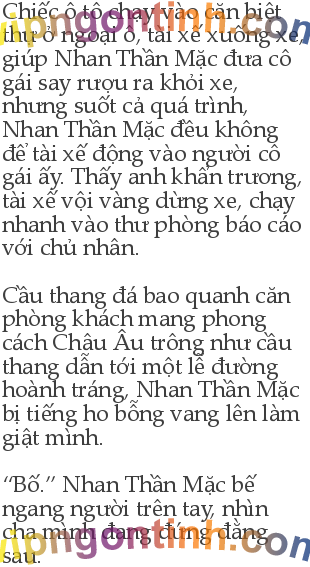 Chiếc ô tô chạy vào căn biệt
thự ở ngoại ô, tài xế xuống xe,
giúp Nhan Thần Mặc đưa cô
gái say rượu ra khỏi xe,
nhưng suốt cả quá trình,
Nhan Thần Mặc đều không
để tài xế động vào người cô
gái ấy. Thấy anh khẩn trương,
tài xế vội vàng dừng xe, chạy
nhanh vào thư phòng báo cáo
với chủ nhân.
Cầu thang đá bao quanh căn
phòng khách mang phong
cách Châu Âu trông như cầu
thang dẫn tới một lễ đường
hoành tráng, Nhan Thần Mặc
bị tiếng ho bỗng vang lên làm
giật mình.
“Bố.” Nhan Thần Mặc bế
ngang người trên tay, nhìn
cha mình đang đứng đằng
sau.
vipngontinh.com
vipngontinh.com